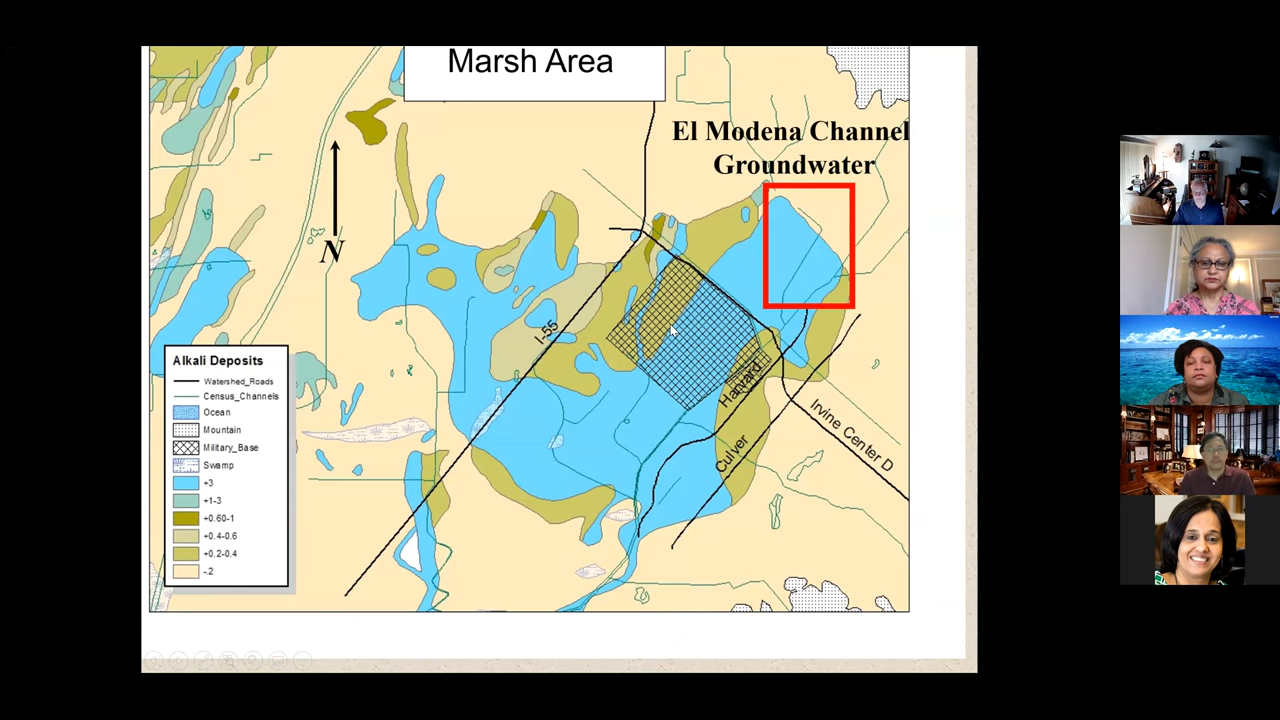 Marsh Area
El Modena Channel
Groundwater
N
I-55
Harvard
Culver
Irvine Center D
Alkali Deposits
Watershed_Roads
Census_Channels
Ocean
Mountain
Military_Base
Swamp
+3
+1-3
+0.60-1
+0.4-0.6
+0.2-0.4
-.2